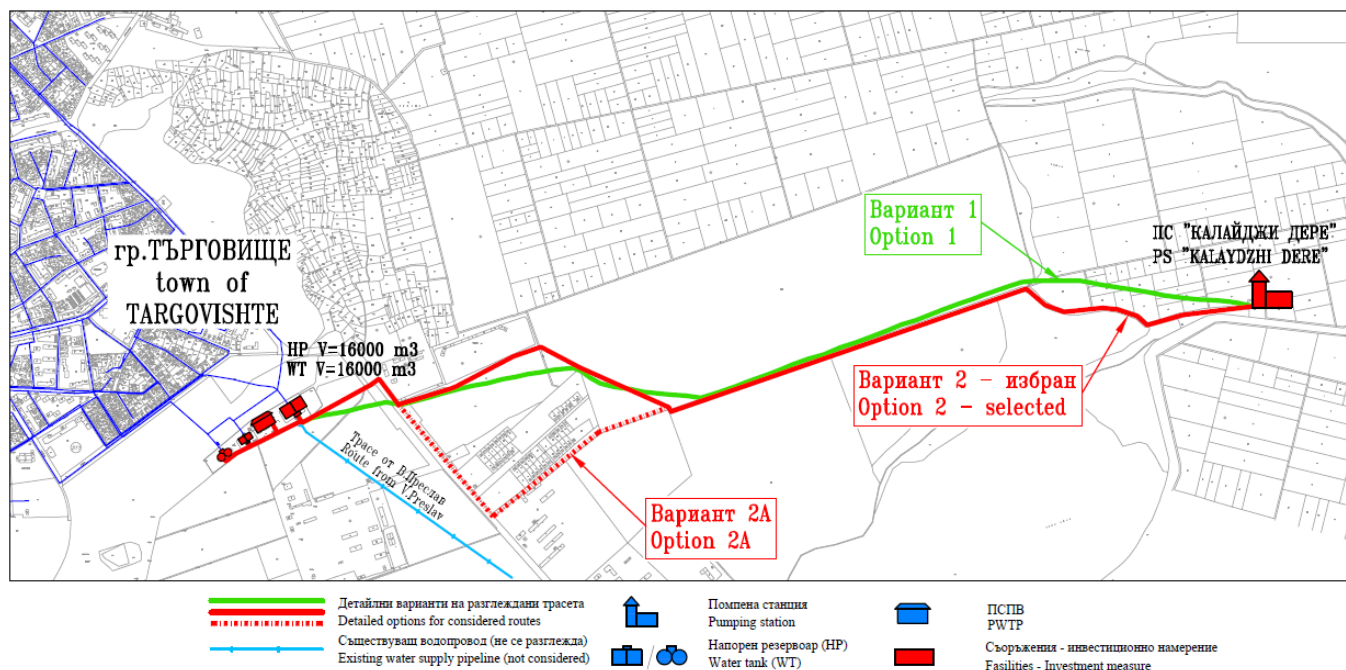 Вариант 1
Option 1
ПС "КАЛАЙДЖИ ДЕРЕ"
PS "KALAYDZHI DERE"
гр.ТЪРГОВИЩЕ
town of
TARGOVISHTE
НР V=16000 m3
WT V=16000 m3
Вариант 2 – избран
Option 2 – selected
Трасе от В.Преслав
Route from V.Preslav
Вариант 2А
Option 2A
Детайлни варианти на разглеждани трасета
Detailed options for considered routes
Съществуващ водопровод (не се разглежда)
Existing water supply pipeline (not considered)
Помпена станция
Pumping station
Напорен резервоар (НР)
Water tank (WT)
ПСПВ
PWTP
Съоръжения - инвестиционно намерение
Fasilities - Investment measure